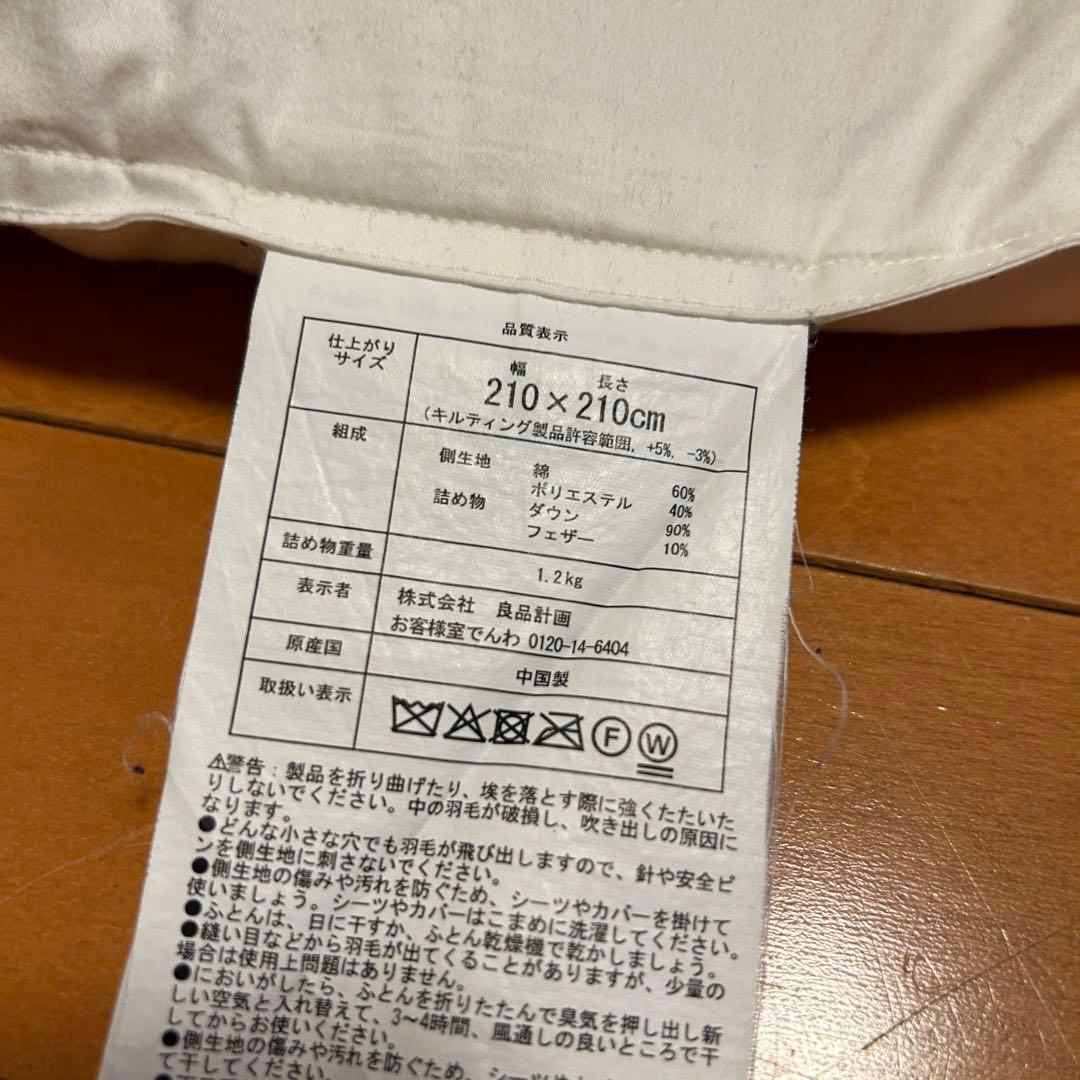 品質表示
仕上がり
サイズ
幅 長さ
210×210cm
(キルティング製品許容範囲, +5%, -3%)
組成
側生地 綿 60%
ポリエステル 40%
詰め物 ダウン 90%
フェザー 10%
詰め物重量 1.2kg
表示者 株式会社 良品計画
お客様室でんわ 0120-14-6404
原産国 中国製
取扱い表示
F W
⚠警告：製品を折り曲げたり、埃を落とす際に強くたたいた
りしないでください。中の羽毛が破損し、吹き出しの原因に
なります。
●どんな小さな穴でも羽毛が飛び出しますので、針や安全ピ
ンを側生地に刺さないでください。
●側生地の傷みや汚れを防ぐため、シーツやカバーを掛けて
使いましょう。シーツやカバーはこまめに洗濯してください。
●ふとんは、日に干すか、ふとん乾燥機で乾かしましょう。
●縫い目などから羽毛が出てくることがありますが、少量の
場合は使用上問題はありません。
●においがしたら、ふとんを折りたたんで臭気を押し出し新
しい空気と入れ替えて、3〜4時間、風通しの良いところで干
してからお使いください。
●側生地の傷みや汚れを防ぐため、シーツや
て干してください。